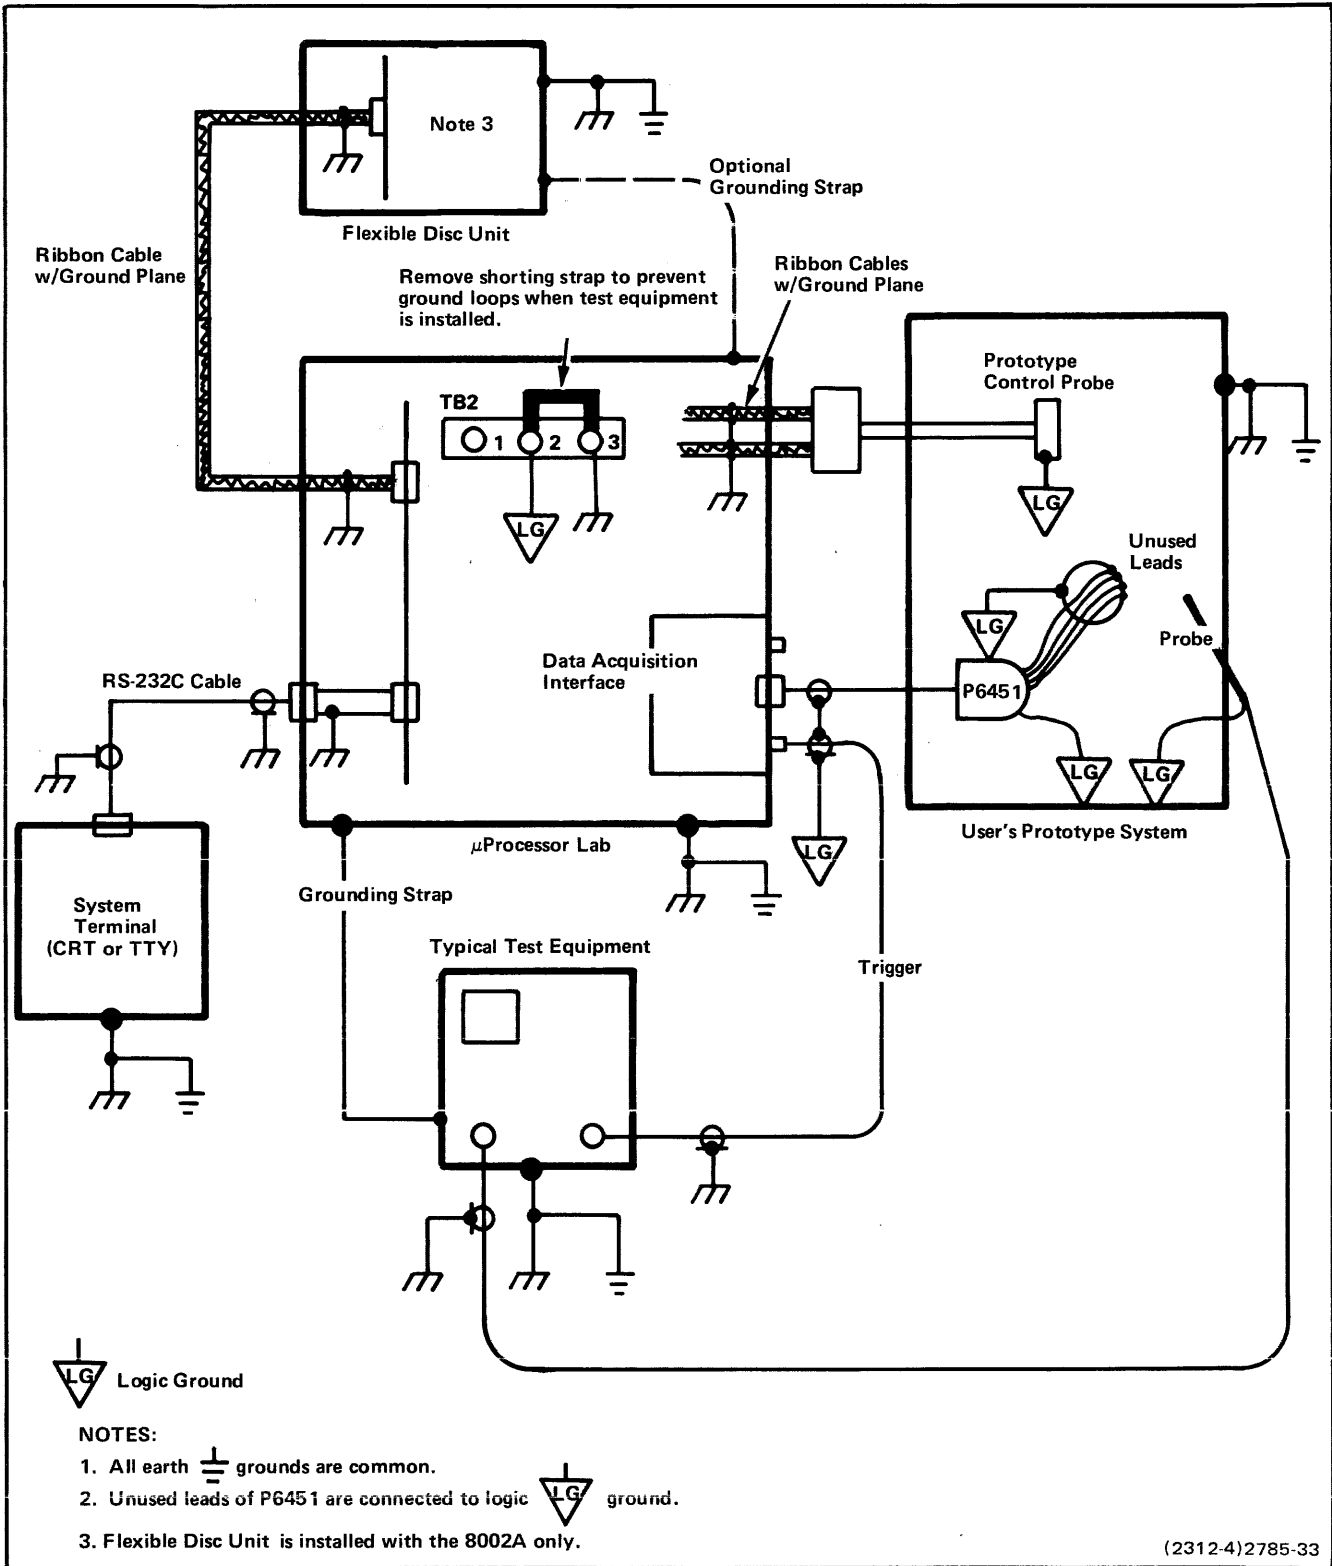 Note 3
Optional
Grounding Strap
Flexible Disc Unit
Ribbon Cable
w/Ground Plane
Remove shorting strap to prevent
ground loops when test equipment
is installed.
Ribbon Cables
w/Ground Plane
Prototype
Control Probe
TB2
1 2 3
LG
LG
Unused
Leads
LG
Probe
Data Acquisition
Interface
RS-232C Cable
P6451
LG
LG
User's Prototype System
μProcessor Lab
LG
Grounding Strap
System
Terminal
(CRT or TTY)
Typical Test Equipment
Trigger
LG Logic Ground
NOTES:
1. All earth grounds are common.
2. Unused leads of P6451 are connected to logic LG ground.
3. Flexible Disc Unit is installed with the 8002A only.
(2312-4)2785-33